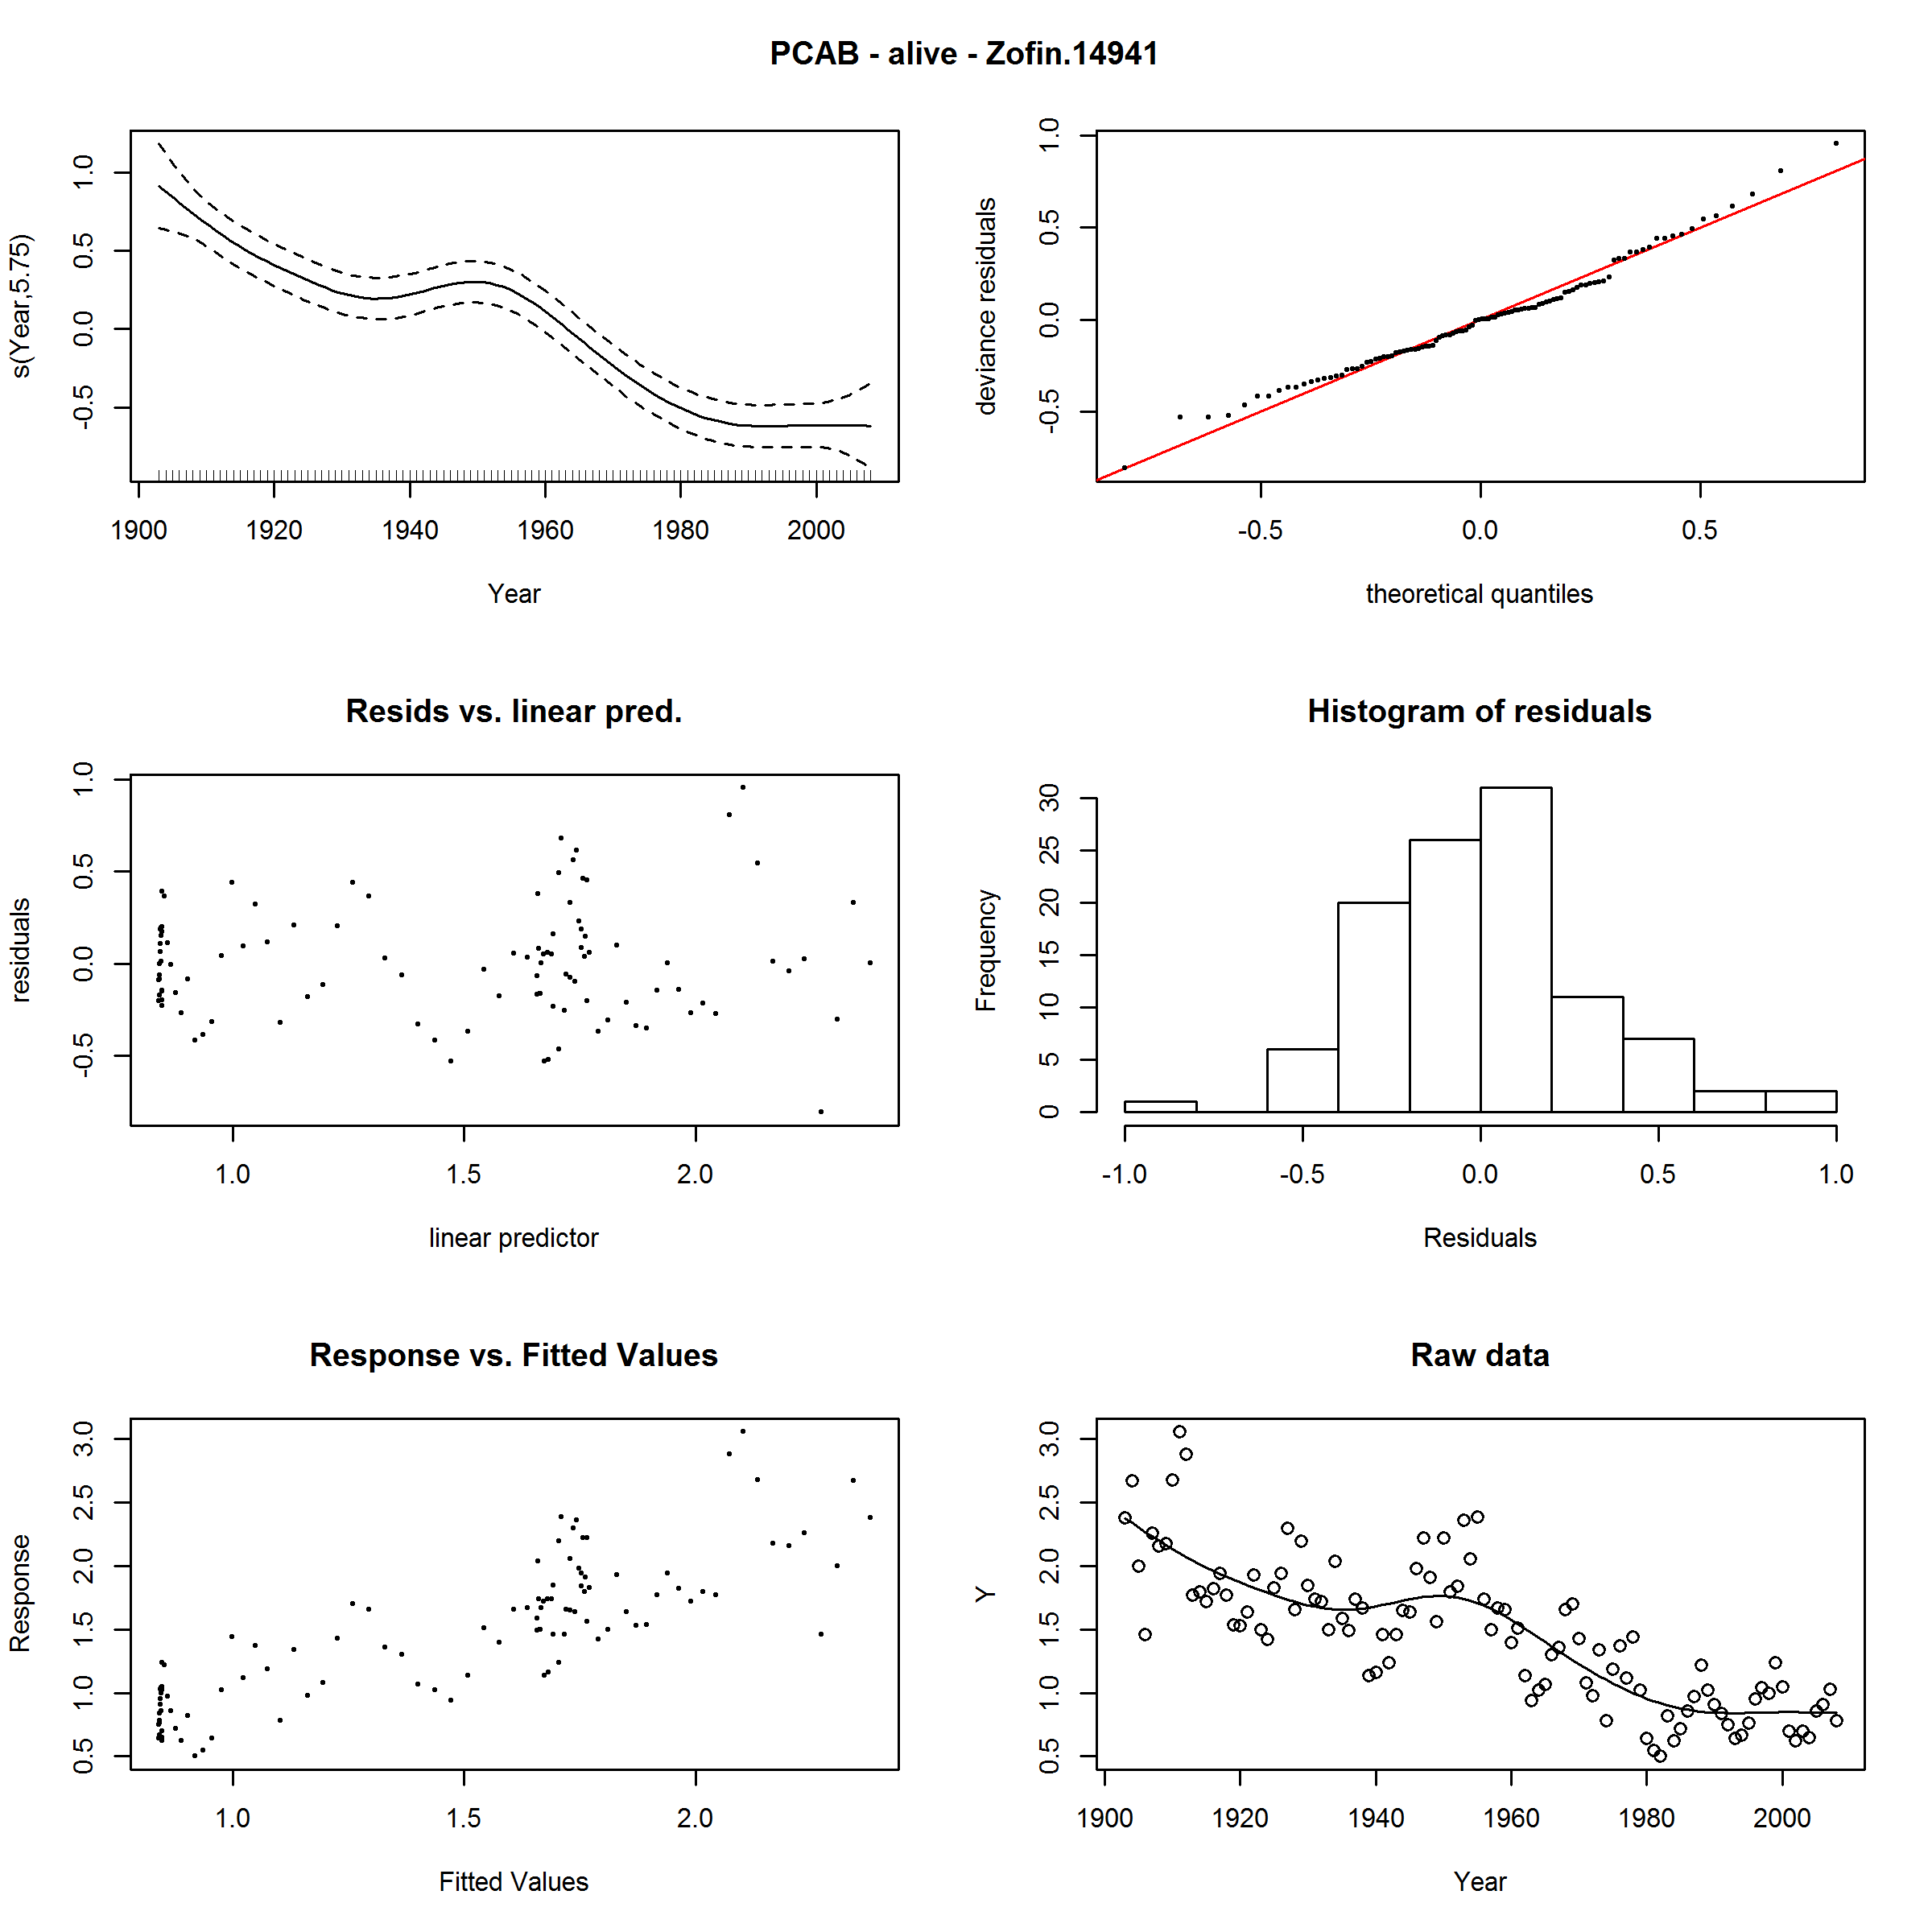 PCAB - alive - Zofin.14941
s(Year,5.75)
1.0
0.5
0.0
-0.5
1900 1920 1940 1960 1980 2000
Year
deviance residuals
1.0
0.5
0.0
-0.5
-0.5 0.0 0.5
theoretical quantiles
Resids vs. linear pred.
residuals
1.0
0.5
0.0
-0.5
1.0 1.5 2.0
linear predictor
Histogram of residuals
Frequency
30
25
20
15
10
5
0
-1.0 -0.5 0.0 0.5 1.0
Residuals
Response vs. Fitted Values
Response
3.0
2.5
2.0
1.5
1.0
0.5
1.0 1.5 2.0
Fitted Values
Raw data
Y
3.0
2.5
2.0
1.5
1.0
0.5
1900 1920 1940 1960 1980 2000
Year